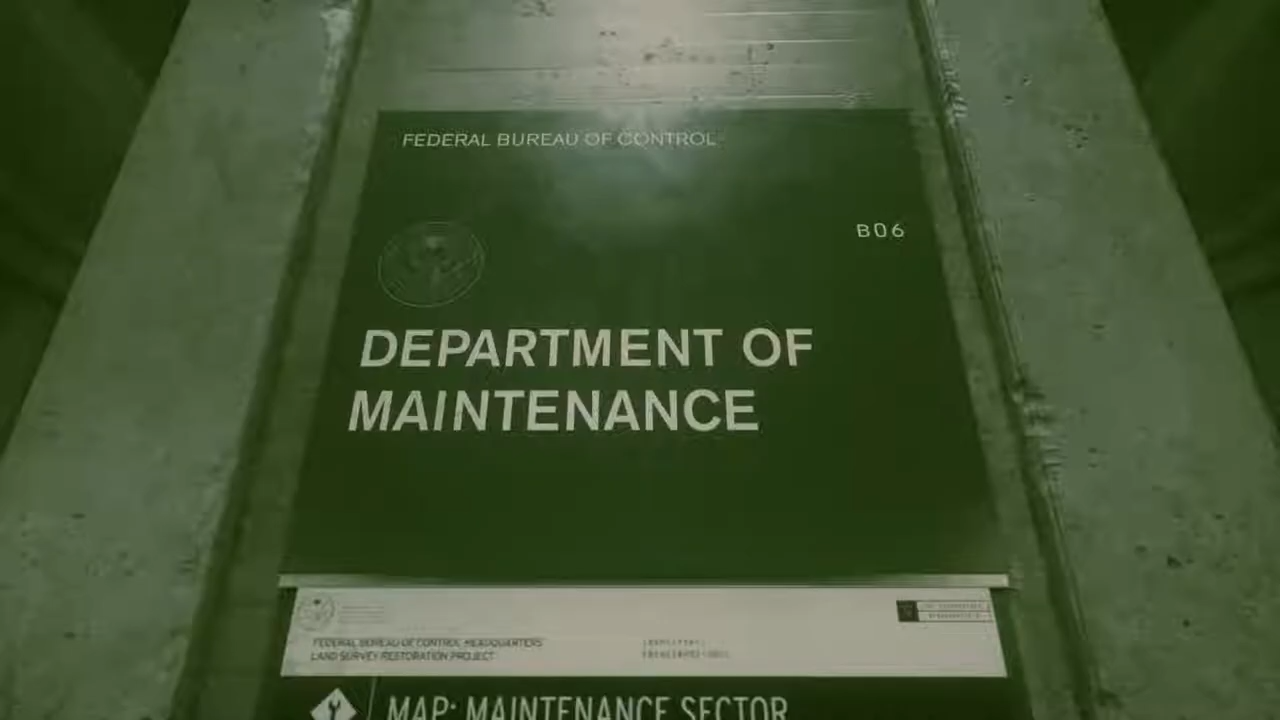 FEDERAL BUREAU OF CONTROL
B06
DEPARTMENT OF
MAINTENANCE
FEDERAL BUREAU OF CONTROL HEADQUARTERS
LAND SURVEY RESTORATION PROJECT
MAP: MAINTENANCE SECTOR